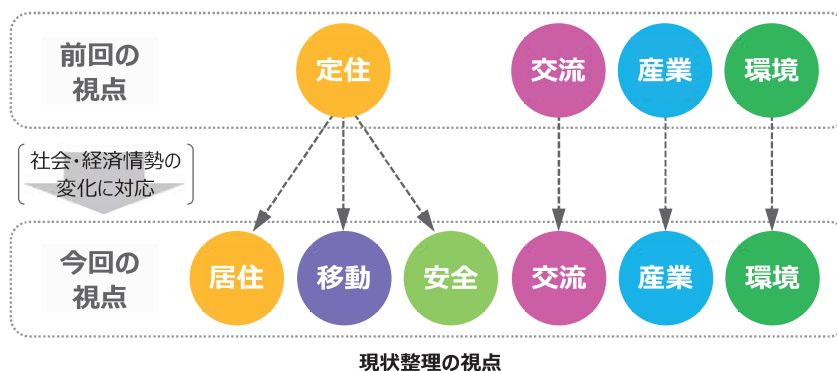 前回の
視点
定住
交流
産業
環境
社会・経済情勢の
変化に対応
今回の
視点
居住
移動
安全
交流
産業
環境
現状整理の視点